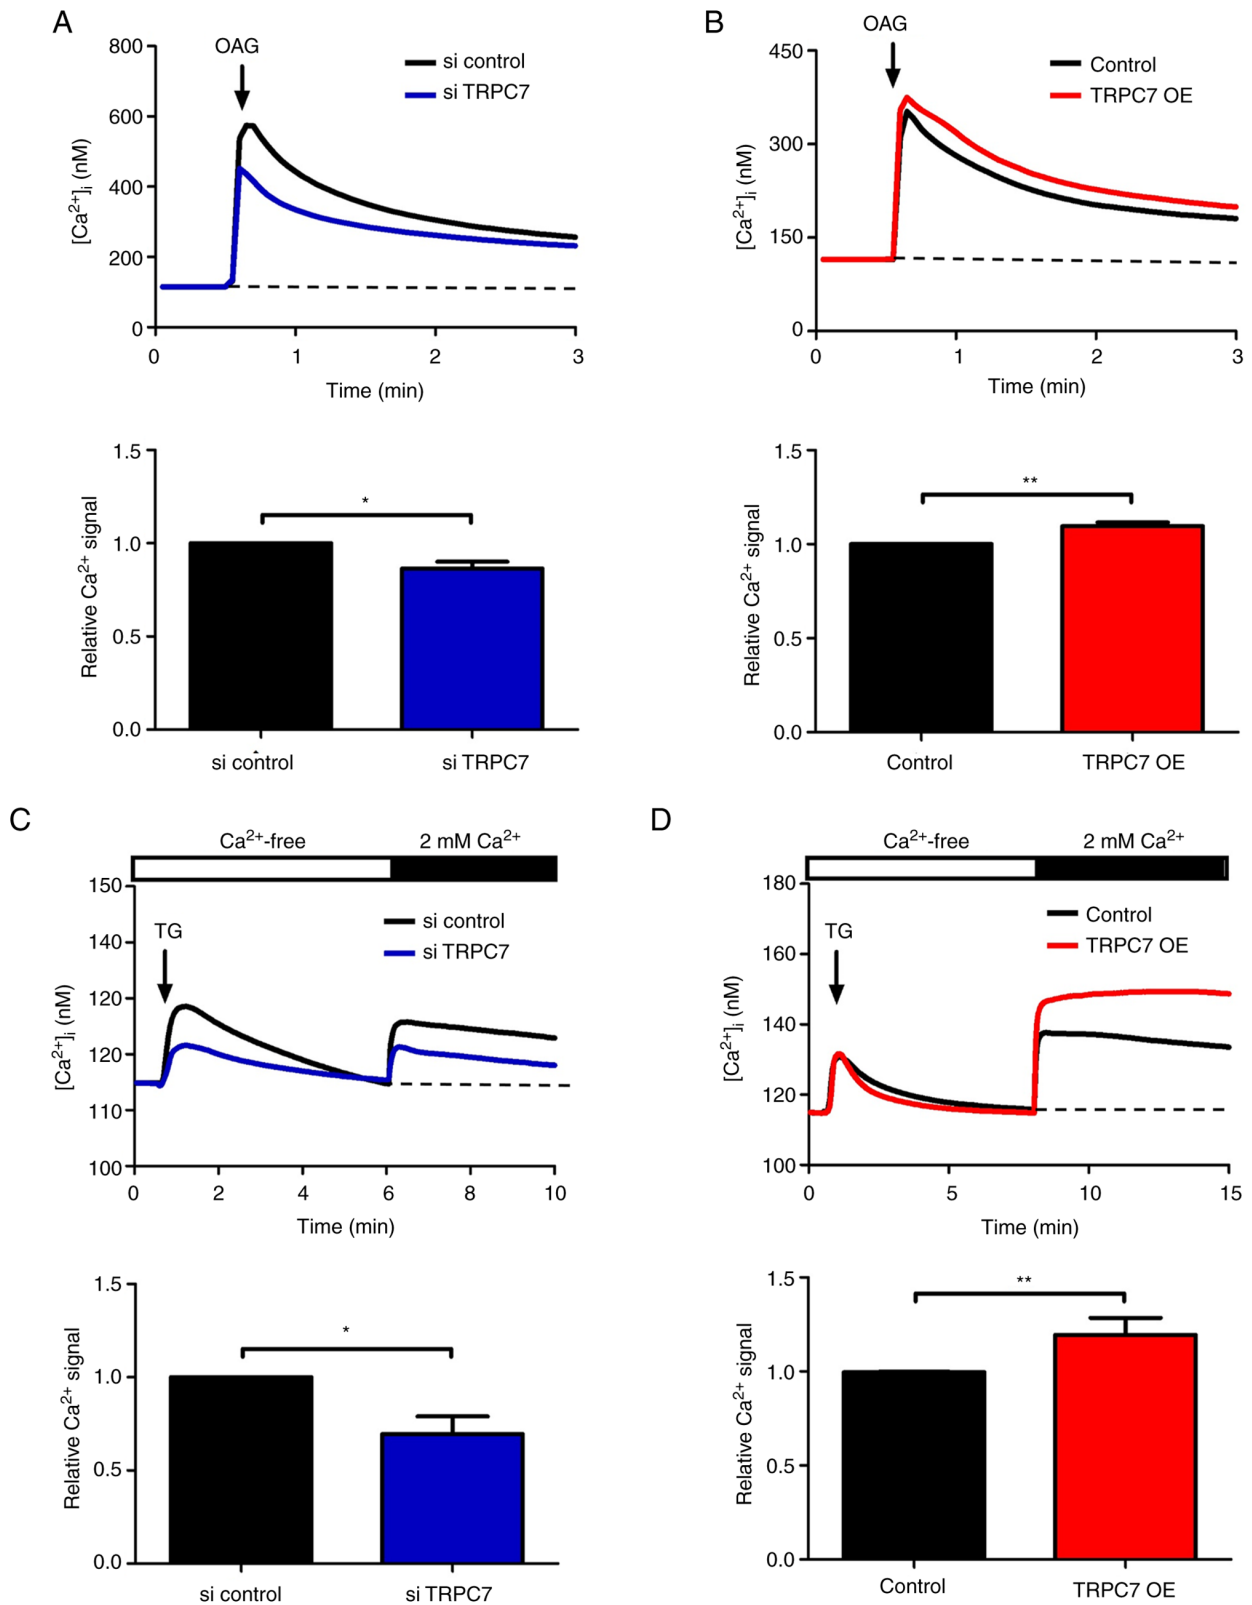 A
OAG
si control
si TRPC7
800
600
400
200
0
[Ca²⁺]ᵢ (nM)
0 1 2 3
Time (min)
B
OAG
Control
TRPC7 OE
450
300
150
0
[Ca²⁺]ᵢ (nM)
0 1 2 3
Time (min)
1.5
1.0
0.5
0.0
Relative Ca²⁺ signal
*
si control si TRPC7
1.5
1.0
0.5
0.0
Relative Ca²⁺ signal
**
Control TRPC7 OE
C
Ca²⁺-free 2 mM Ca²⁺
150
140
120
120
110
100
[Ca²⁺]ᵢ (nM)
TG
si control
si TRPC7
0 2 4 6 8 10
Time (min)
D
Ca²⁺-free 2 mM Ca²⁺
180
160
140
120
100
[Ca²⁺]ᵢ (nM)
TG
Control
TRPC7 OE
0 5 10 15
Time (min)
1.5
1.0
0.5
0.0
Relative Ca²⁺ signal
*
si control si TRPC7
1.5
1.0
0.5
0.0
Relative Ca²⁺ signal
**
Control TRPC7 OE